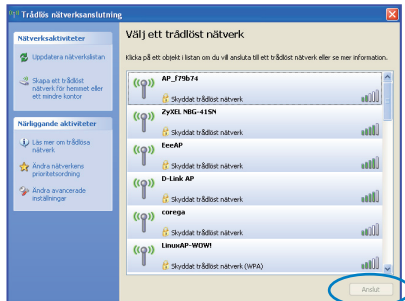 Trådlös nätverksanslutning
Nätverksaktiviteter
Uppdatera nätverkslistan
Skapa ett trådlöst
nätverk för hemmet eller
ett mindre kontor
Närliggande aktiviteter
Läs mer om trådlösa
nätverk
Ändra nätverkens
prioritetsordning
Ändra avancerade
inställningar
Välj ett trådlöst nätverk
Klicka på ett objekt i listan om du vill ansluta till ett trådlöst nätverk eller se mer information.
AP_f79b74
Skyddat trådlöst nätverk
ZyXEL NBG-415N
Skyddat trådlöst nätverk
EeeAP
Skyddat trådlöst nätverk
D-Link AP
Skyddat trådlöst nätverk
corega
Skyddat trådlöst nätverk
LinuxAP-WOW!
Skyddat trådlöst nätverk (WPA)
Anslut